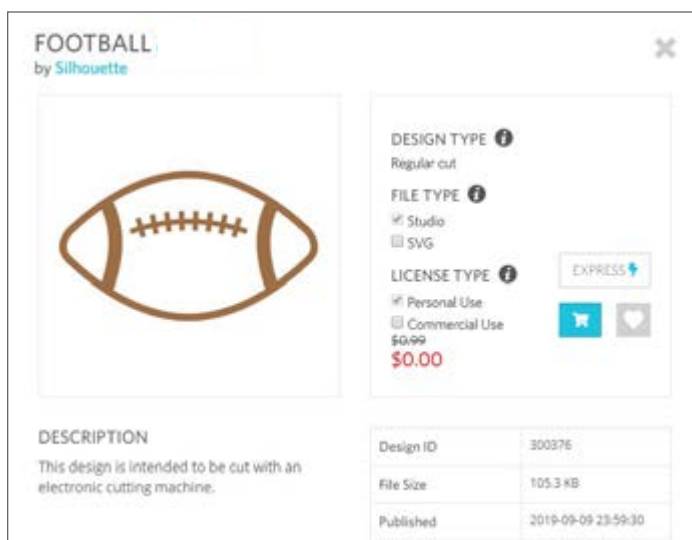 FOOTBALL
by Silhouette
DESIGN TYPE
Regular cut
FILE TYPE
Studio
SVG
LICENSE TYPE
EXPRESS
Personal Use
Commercial Use
$0.99
$0.00
DESCRIPTION
This design is intended to be cut with an
electronic cutting machine.
Design ID 300376
File Size 105.3 KB
Published 2019-09-09 23:59:30